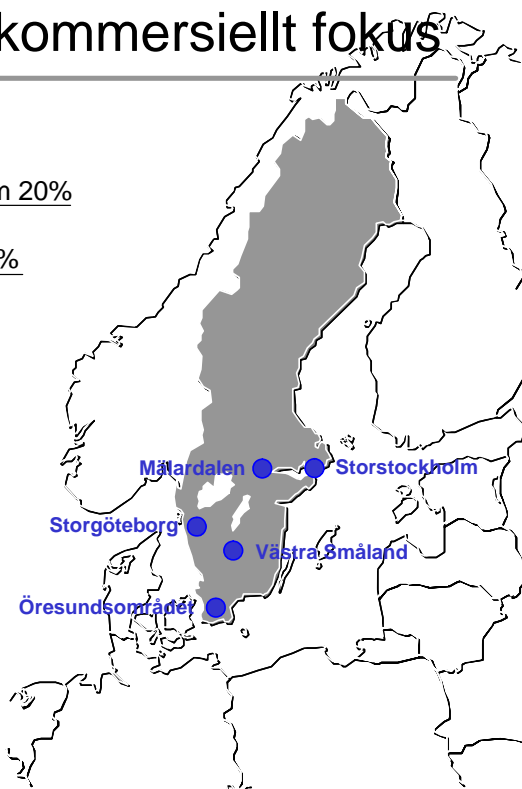 kommersiellt fokus
20%
%
Mälardalen
Storstockholm
Storgöteborg
Västra Småland
Öresundsområdet